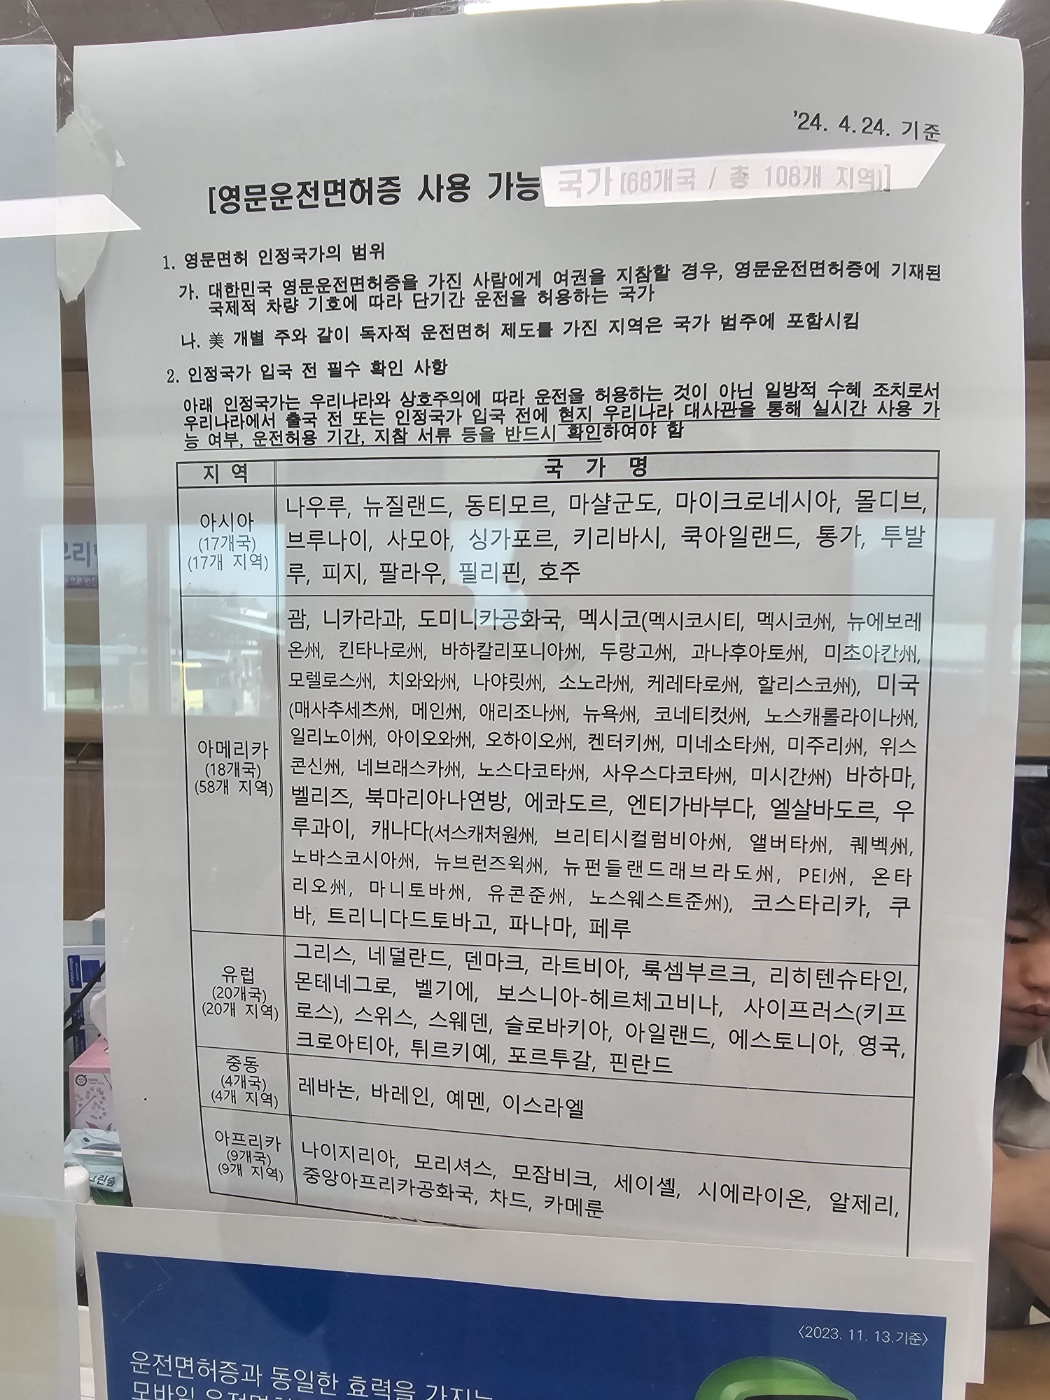 '24. 4.24. 기준
[영문운전면허증 사용 가능 국가 [68개국 / 총 108개 지역)]
1. 영문면허 인정국가의 범위
가. 대한민국 영문운전면허증을 가진 사람에게 여권을 지참할 경우, 영문운전면허증에 기재된
국제적 차량 기호에 따라 단기간 운전을 허용하는 국가
나. 美 개별 주와 같이 독자적 운전면허 제도를 가진 지역은 국가 범주에 포함시킴
2. 인정국가 입국 전 필수 확인 사항
아래 인정국가는 우리나라와 상호주의에 따라 운전을 허용하는 것이 아닌 일방적 수혜 조치로서
우리나라에서 출국 전 또는 인정국가 입국 전에 현지 우리나라 대사관을 통해 실시간 사용 가
능 여부, 운전허용 기간, 지참 서류 등을 반드시 확인하여야 함
지 역 국 가 명
아시아
(17개국)
(17개 지역)
나우루, 뉴질랜드, 동티모르, 마샬군도, 마이크로네시아, 몰디브,
브루나이, 사모아, 싱가포르, 키리바시, 쿡아일랜드, 통가, 투발
루, 피지, 팔라우, 필리핀, 호주
아메리카
(18개국)
(58개 지역)
괌, 니카라과, 도미니카공화국, 멕시코(멕시코시티, 멕시코州, 뉴에보레
온州, 킨타나로州, 바하칼리포니아州, 두랑고州, 과나후아토州, 미초아칸州,
모렐로스州, 치와와州, 나야릿州, 소노라州, 케레타로州, 할리스코州), 미국
(매사추세츠州, 메인州, 애리조나州, 뉴욕州, 코네티컷州, 노스캐롤라이나州,
일리노이州, 아이오와州, 오하이오州, 켄터키州, 미네소타州, 미주리州, 위스
콘신州, 네브래스카州, 노스다코타州, 사우스다코타州, 미시간州) 바하마,
벨리즈, 북마리아나연방, 에콰도르, 엔티가바부다, 엘살바도르, 우
루과이, 캐나다(서스캐처원州, 브리티시컬럼비아州, 앨버타州, 퀘벡州,
노바스코시아州, 뉴브런즈윅州, 뉴펀들랜드래브라도州, PEI州, 온타
리오州, 마니토바州, 유콘준州, 노스웨스트준州), 코스타리카, 쿠
바, 트리니다드토바고, 파나마, 페루
유럽
(20개국)
(20개 지역)
그리스, 네덜란드, 덴마크, 라트비아, 룩셈부르크, 리히텐슈타인,
몬테네그로, 벨기에, 보스니아-헤르체고비나, 사이프러스(키프
로스), 스위스, 스웨덴, 슬로바키아, 아일랜드, 에스토니아, 영국,
크로아티아, 튀르키예, 포르투갈, 핀란드
중동
(4개국)
(4개 지역)
레바논, 바레인, 예멘, 이스라엘
아프리카
(9개국)
(9개 지역)
나이지리아, 모리셔스, 모잠비크, 세이셸, 시에라이온, 알제리,
중앙아프리카공화국, 차드, 카메룬
〈2023. 11. 13.기준〉
운전면허증과 동일한 효력을 가지는
모바일 운전면허